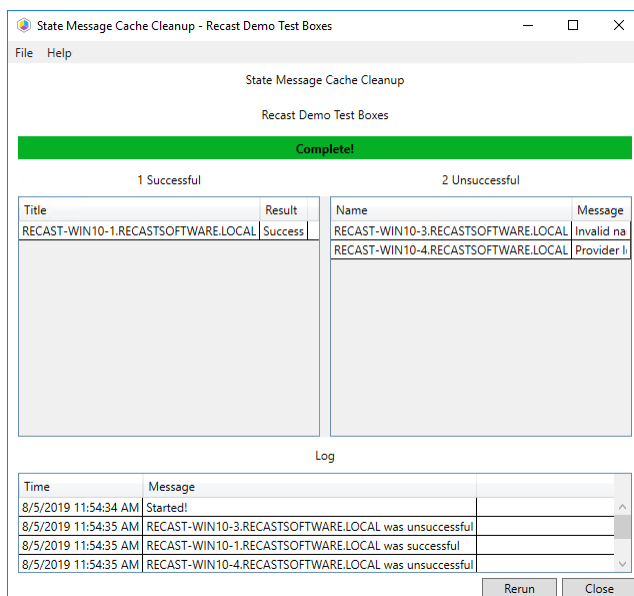 State Message Cache Cleanup - Recast Demo Test Boxes
File Help
State Message Cache Cleanup
Recast Demo Test Boxes
Complete!
1 Successful 2 Unsuccessful
Title Result Name Message
RECAST-WIN10-1.RECASTSOFTWARE.LOCAL Success RECAST-WIN10-3.RECASTSOFTWARE.LOCAL Invalid na
RECAST-WIN10-4.RECASTSOFTWARE.LOCAL Provider l
Log
Time Message
8/5/2019 11:54:34 AM Started!
8/5/2019 11:54:35 AM RECAST-WIN10-3.RECASTSOFTWARE.LOCAL was unsuccessful
8/5/2019 11:54:35 AM RECAST-WIN10-1.RECASTSOFTWARE.LOCAL was successful
8/5/2019 11:54:35 AM RECAST-WIN10-4.RECASTSOFTWARE.LOCAL was unsuccessful
Rerun Close